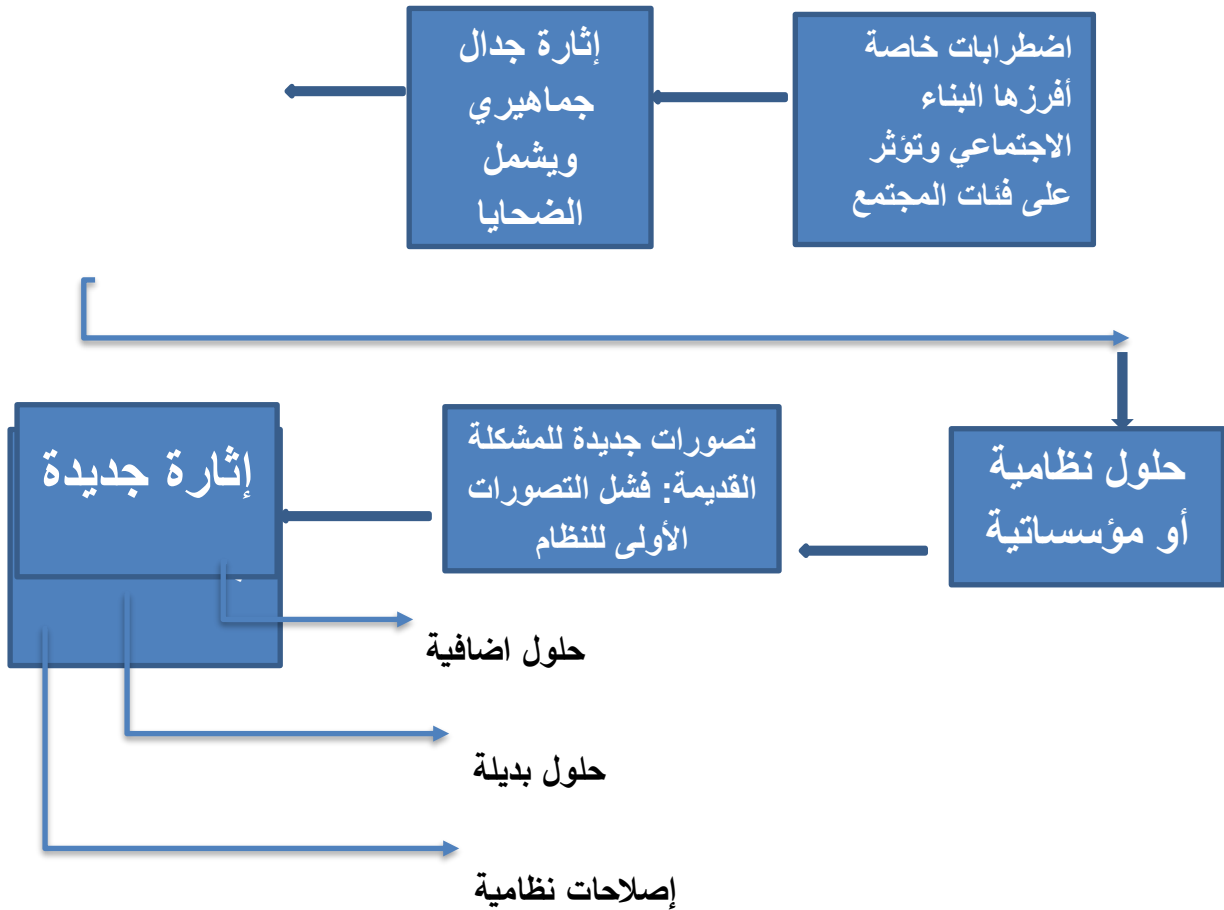 اضطرابات خاصة
أفرزها البناء
الاجتماعي وتؤثر
على فئات المجتمع
إثارة جدال
جماهيري
ويشمل
الضحايا
حلول نظامية
أو مؤسساتية
تصورات جديدة للمشكلة
القديمة: فشل التصورات
الأولى للنظام
إثارة جديدة
حلول اضافية
حلول بديلة
إصلاحات نظامية